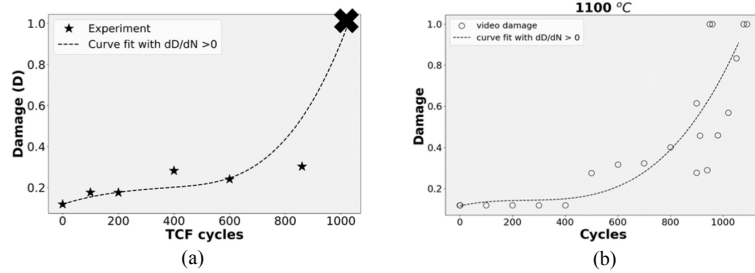 1100 °C
1.0
0.8
0.6
0.4
0.2
Damage (D)
Experiment
Curve fit with dD/dN >0
0 200 400 600 800 1000
TCF cycles
(a)
1.0
0.8
0.6
0.4
0.2
Damage
video damage
curve fit with dD/dN > 0
0 200 400 600 800 1000
Cycles
(b)